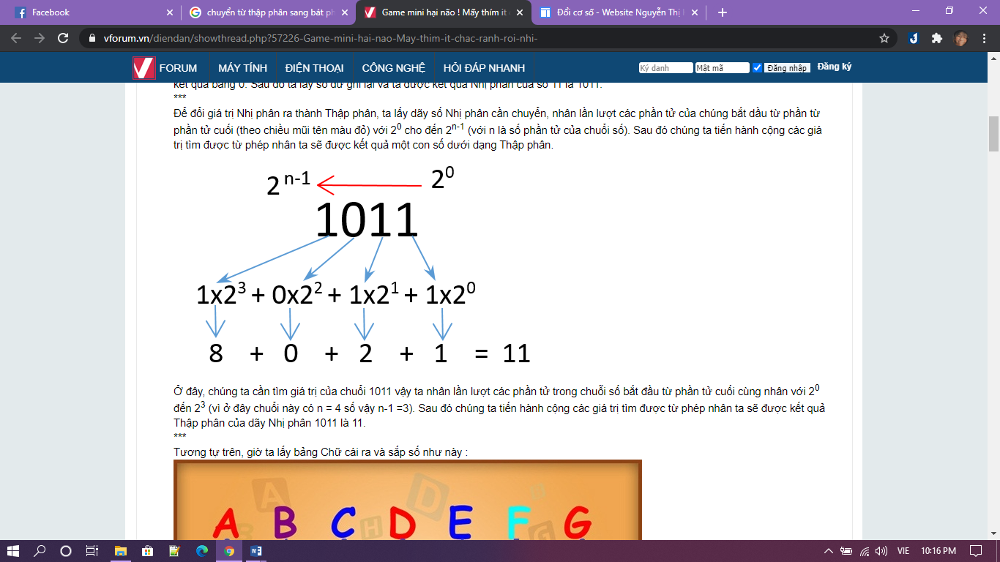 Facebook
chuyển từ thập phân sang bát ph
Game mini hại não ! Mấy thím it
Đổi cơ số - Website Nguyễn Thị
vforum.vn/diendan/showthread.php?57226-Game-mini-hai-nao-May-thim-it-chac-ranh-roi-nhi-
V FORUM MÁY TÍNH ĐIỆN THOẠI CÔNG NGHỆ HỎI ĐÁP NHANH Ký danh Mật mã Đăng nhập Đăng ký
kết quả bằng 0. Sau đó ta lấy số dư ghi lại và ta được kết quả Nhị phân của số 11 là 1011.
***
Để đổi giá trị Nhị phân ra thành Thập phân, ta lấy dãy số Nhị phân cần chuyển, nhân lần lượt các phần tử của chúng bắt dầu từ phần từ
phần tử cuối (theo chiều mũi tên màu đỏ) với 2^0 cho đến 2^n-1 (với n là số phần tử của chuổi số). Sau đó chúng ta tiến hành cộng các giá
trị tìm được từ phép nhân ta sẽ được kết quả một con số dưới dạng Thập phân.
2^n-1 2^0
1011
1x2^3 + 0x2^2 + 1x2^1 + 1x2^0
8 + 0 + 2 + 1 = 11
Ở đây, chúng ta cần tìm giá trị của chuổi 1011 vậy ta nhân lần lượt các phần tử trong chuỗi số bắt đầu từ phần tử cuối cùng nhân với 2^0
đến 2^3 (vì ở đây chuỗi này có n = 4 số vậy n-1 =3). Sau đó chúng ta tiến hành cộng các giá trị tìm được từ phép nhân ta sẽ được kết quả
Thập phân của dãy Nhị phân 1011 là 11.
***
Tương tự trên, giờ ta lấy bảng Chữ cái ra và sắp số như này :
A B C D E F G
VIE 10:16 PM